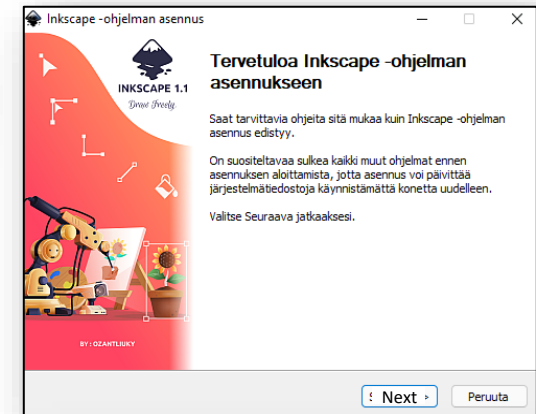 Inkscape -ohjelman asennus
INKSCAPE 1.1
Draw Freely.
Tervetuloa Inkscape -ohjelman
asennukseen
Saat tarvittavia ohjeita sitä mukaa kuin Inkscape -ohjelman
asennus edistyy.
On suositeltavaa sulkea kaikki muut ohjelmat ennen
asennuksen aloittamista, jotta asennus voi päivittää
järjestelmätiedostoja käynnistämättä konetta uudelleen.
Valitse Seuraava jatkaaksesi.
BY : OZANTLIUKY
Next >
Peruuta